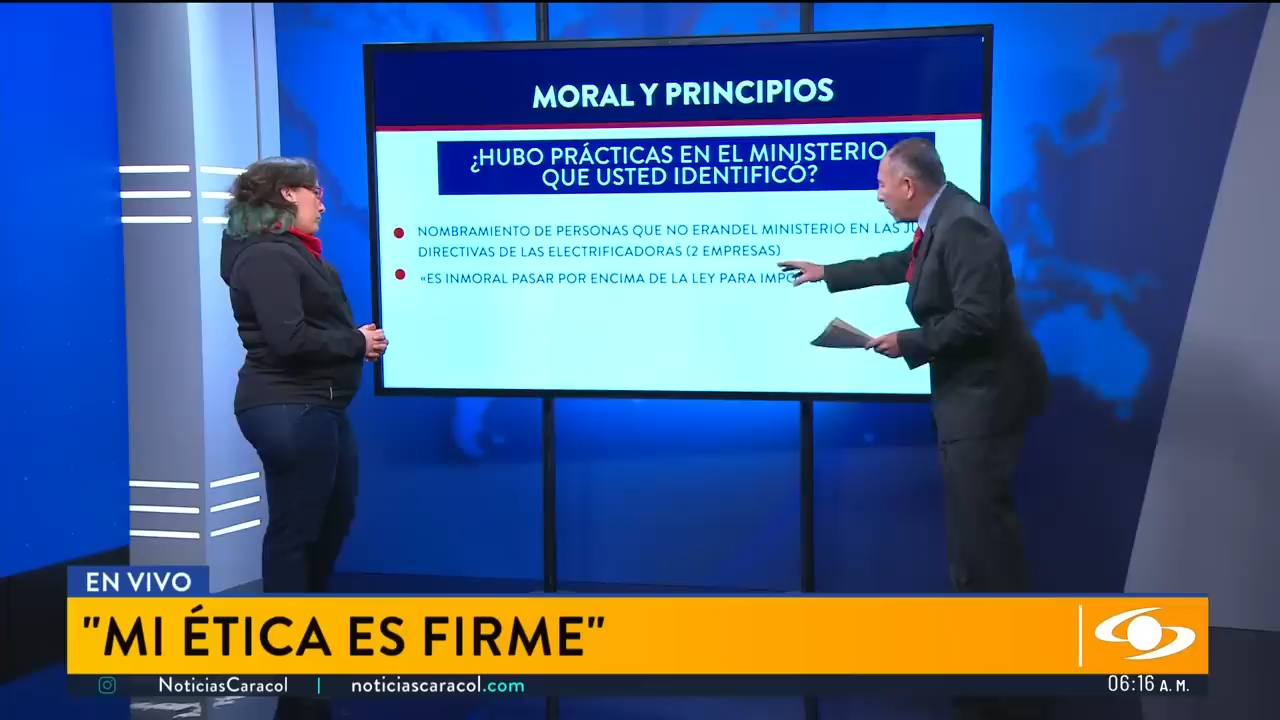 MORAL Y PRINCIPIOS
¿HUBO PRÁCTICAS EN EL MINISTERIO
QUE USTED IDENTIFICÓ?
NOMBRAMIENTO DE PERSONAS QUE NO ERANDEL MINISTERIO EN LAS
DIRECTIVAS DE LAS ELECTRIFICADORAS (2 EMPRESAS)
«ES INMORAL PASAR POR ENCIMA DE LA LEY PARA
EN VIVO
"MI ÉTICA ES FIRME"
NoticiasCaracol | noticiascaracol.com
06:16 A.M.